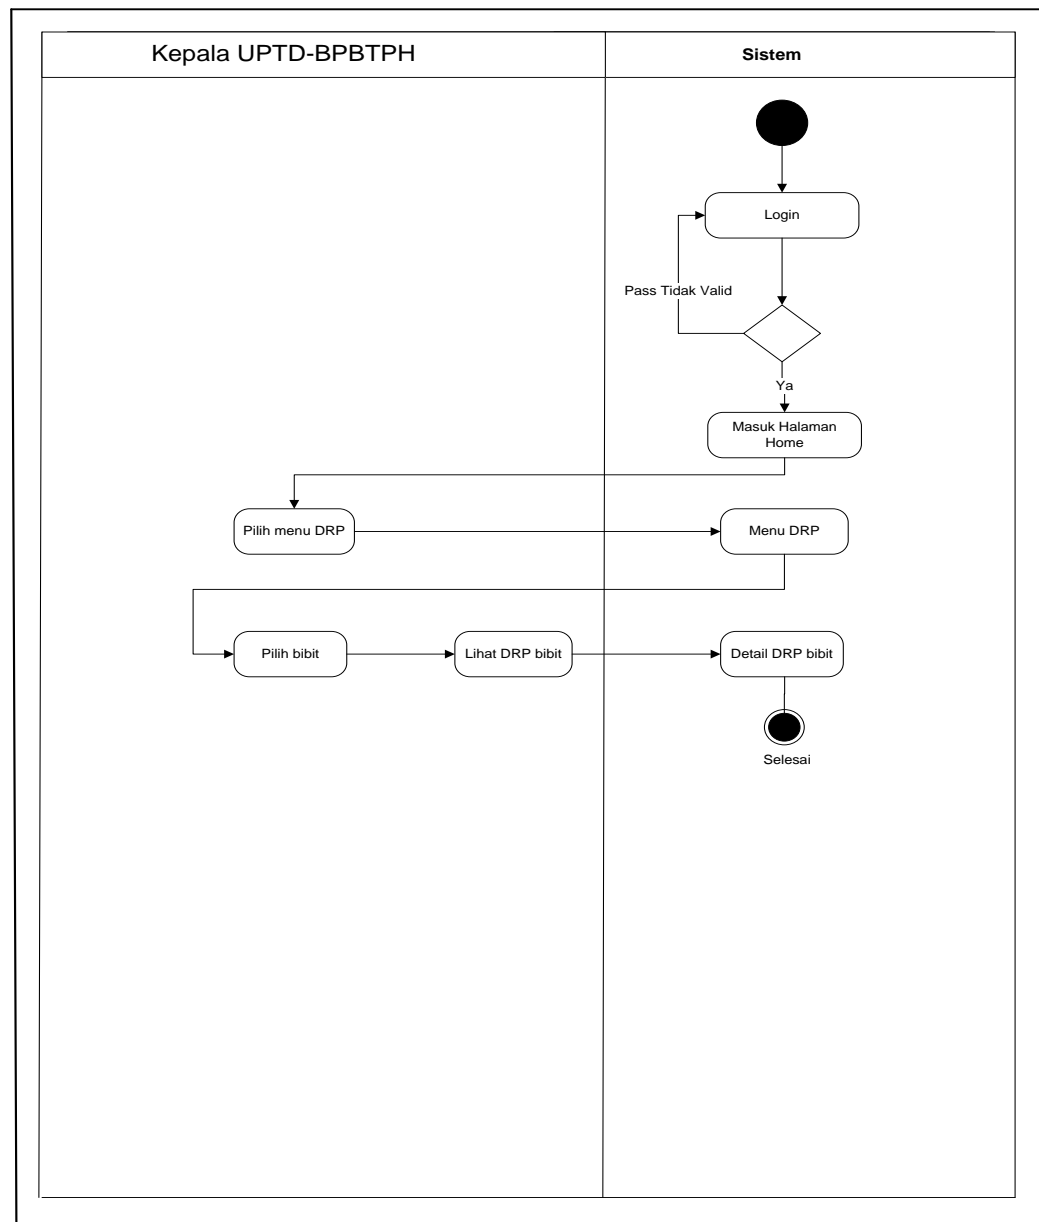 Kepala UPTD-BPBTPH
Sistem
Login
Pass Tidak Valid
Ya
Masuk Halaman
Home
Pilih menu DRP
Menu DRP
Pilih bibit
Lihat DRP bibit
Detail DRP bibit
Selesai